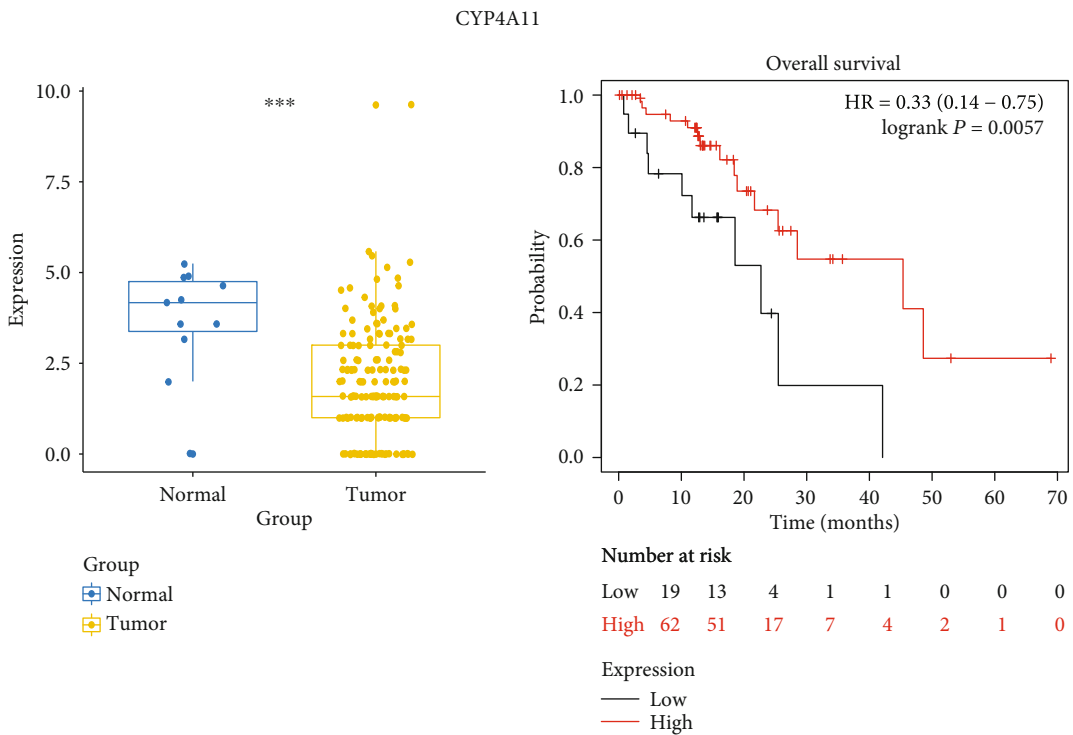 CYP4A11
Expression
10.0
7.5
5.0
2.5
0.0
***
Normal
Tumor
Group
Group
Normal
Tumor
Overall survival
HR = 0.33 (0.14 – 0.75)
logrank P = 0.0057
Probability
1.0
0.8
0.6
0.4
0.2
0.0
0 10 20 30 40 50 60 70
Time (months)
Number at risk
Low 19 13 4 1 1 0 0 0
High 62 51 17 7 4 2 1 0
Expression
Low
High